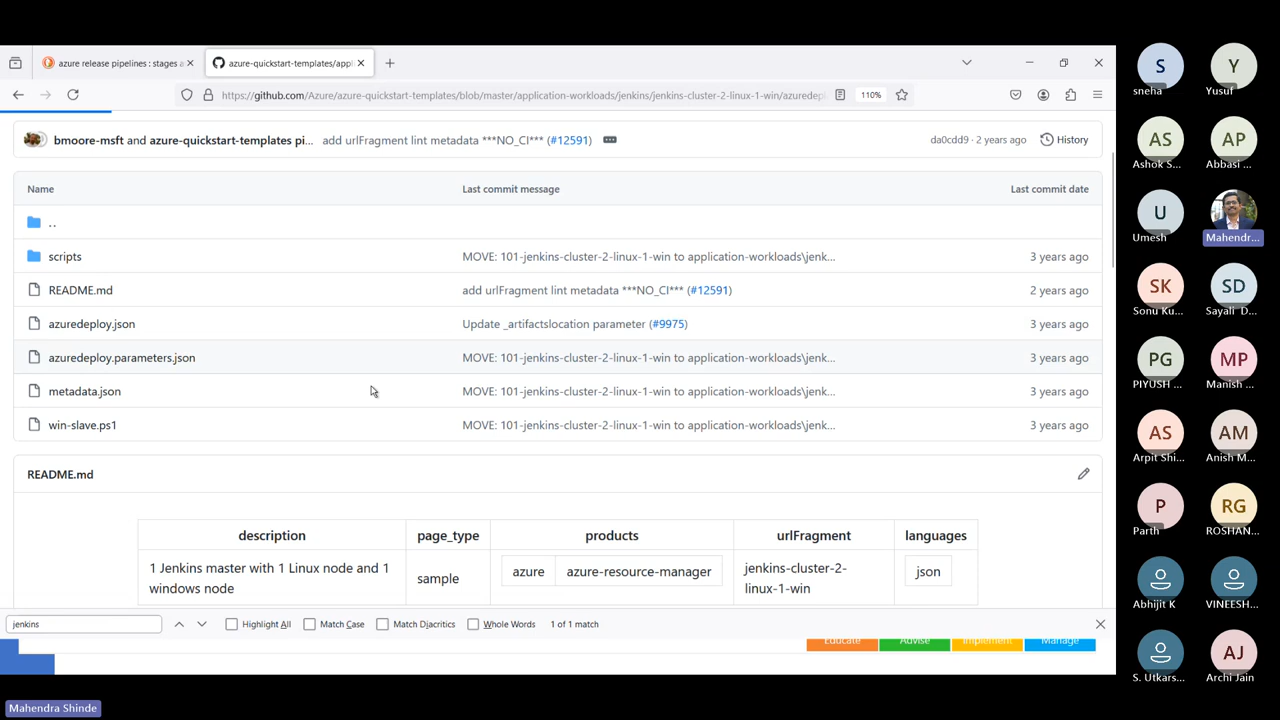 azure release pipelines : stages a
azure-quickstart-templates/appl
https://github.com/Azure/azure-quickstart-templates/blob/master/application-workloads/jenkins/jenkins-cluster-2-linux-1-win/azuredepl
110%
bmoore-msft and azure-quickstart-templates pi... add urlFragment lint metadata ***NO_CI*** (#12591) da0cdd9 · 2 years ago History
Name Last commit message Last commit date
..
scripts MOVE: 101-jenkins-cluster-2-linux-1-win to application-workloads\jenk... 3 years ago
README.md add urlFragment lint metadata ***NO_CI*** (#12591) 2 years ago
azuredeploy.json Update _artifactslocation parameter (#9975) 3 years ago
azuredeploy.parameters.json MOVE: 101-jenkins-cluster-2-linux-1-win to application-workloads\jenk... 3 years ago
metadata.json MOVE: 101-jenkins-cluster-2-linux-1-win to application-workloads\jenk... 3 years ago
win-slave.ps1 MOVE: 101-jenkins-cluster-2-linux-1-win to application-workloads\jenk... 3 years ago
README.md
description page_type products urlFragment languages
1 Jenkins master with 1 Linux node and 1
windows node
sample
azure azure-resource-manager
jenkins-cluster-2-
linux-1-win
json
jenkins Highlight All Match Case Match Diacritics Whole Words 1 of 1 match
Educate Advise Implement Manage
Mahendra Shinde
S Y
sneha Yusuf
AS AP
Ashok S... Abbasi ...
U
Umesh Mahendr...
SK SD
Sonu Ku... Sayali D...
PG MP
PIYUSH ... Manish ...
AS AM
Arpit Shi... Anish M...
P RG
Parth ROSHAN...
Abhijit K VINEESH...
AJ
S. Utkars... Archi Jain